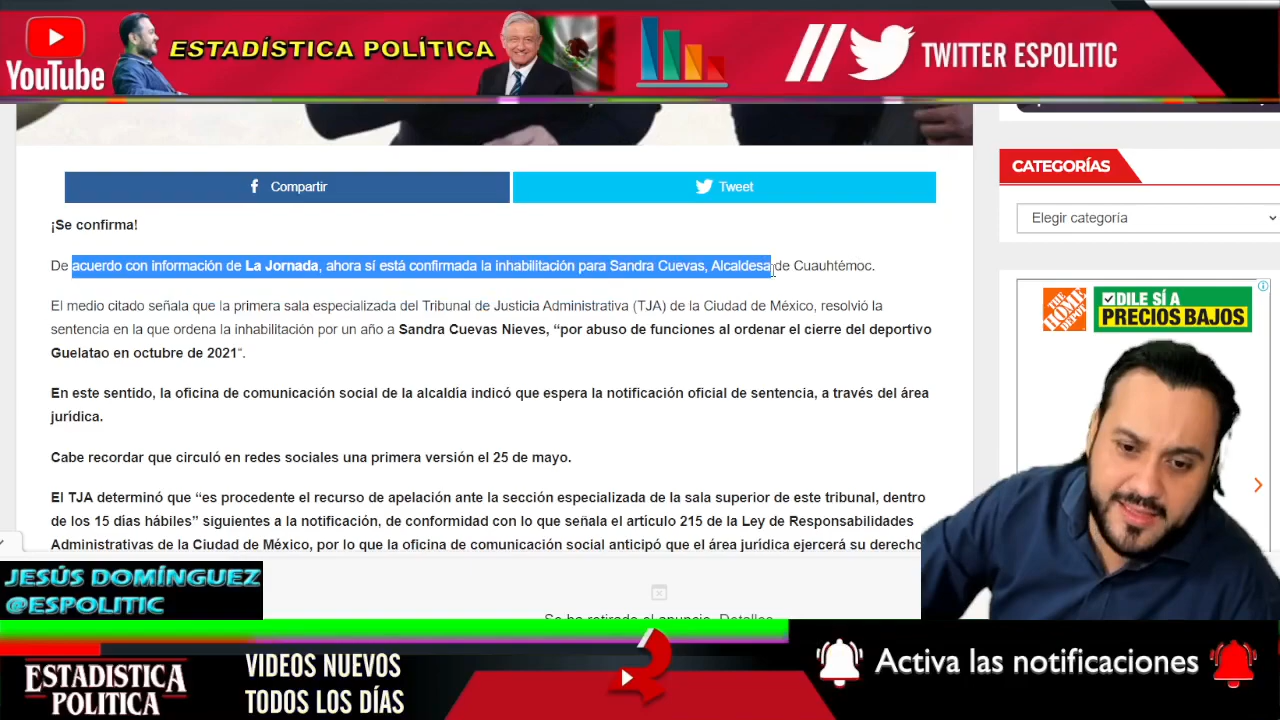 YouTube
ESTADÍSTICA POLÍTICA
TWITTER ESPOLITIC
Compartir
Tweet
¡Se confirma!
De acuerdo con información de La Jornada, ahora sí está confirmada la inhabilitación para Sandra Cuevas, Alcaldesa de Cuauhtémoc.
El medio citado señala que la primera sala especializada del Tribunal de Justicia Administrativa (TJA) de la Ciudad de México, resolvió la
sentencia en la que ordena la inhabilitación por un año a Sandra Cuevas Nieves, “por abuso de funciones al ordenar el cierre del deportivo
Guelatao en octubre de 2021“.
En este sentido, la oficina de comunicación social de la alcaldía indicó que espera la notificación oficial de sentencia, a través del área
jurídica.
Cabe recordar que circuló en redes sociales una primera versión el 25 de mayo.
El TJA determinó que “es procedente el recurso de apelación ante la sección especializada de la sala superior de este tribunal, dentro
de los 15 días hábiles” siguientes a la notificación, de conformidad con lo que señala el artículo 215 de la Ley de Responsabilidades
Administrativas de la Ciudad de México, por lo que la oficina de comunicación social anticipó que el área jurídica ejercerá su derecho
CATEGORÍAS
Elegir categoría
THE HOME DEPOT
DILE SÍ A
PRECIOS BAJOS
JESÚS DOMÍNGUEZ
@ESPOLITIC
ESTADISTICA
POLÍTICA
VIDEOS NUEVOS
TODOS LOS DÍAS
Activa las notificaciones